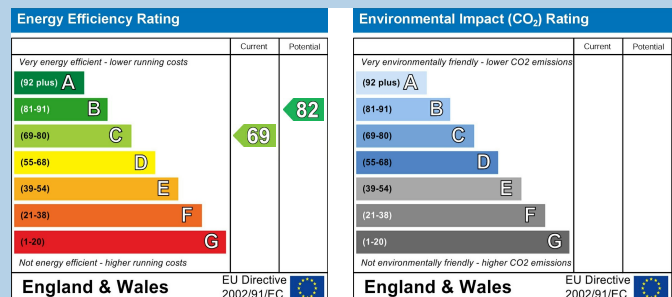 Energy Efficiency Rating
Current Potential
Very energy efficient - lower running costs
(92 plus) A
(81-91) B
82
(69-80) C
69
(55-68) D
(39-54) E
(21-38) F
(1-20) G
Not energy efficient - higher running costs
England & Wales
EU Directive
2002/91/EC
Environmental Impact (CO₂) Rating
Current Potential
Very environmentally friendly - lower CO2 emissions
(92 plus) A
(81-91) B
(69-80) C
(55-68) D
(39-54) E
(21-38) F
(1-20) G
Not environmentally friendly - higher CO2 emissions
England & Wales
EU Directive
2002/91/EC